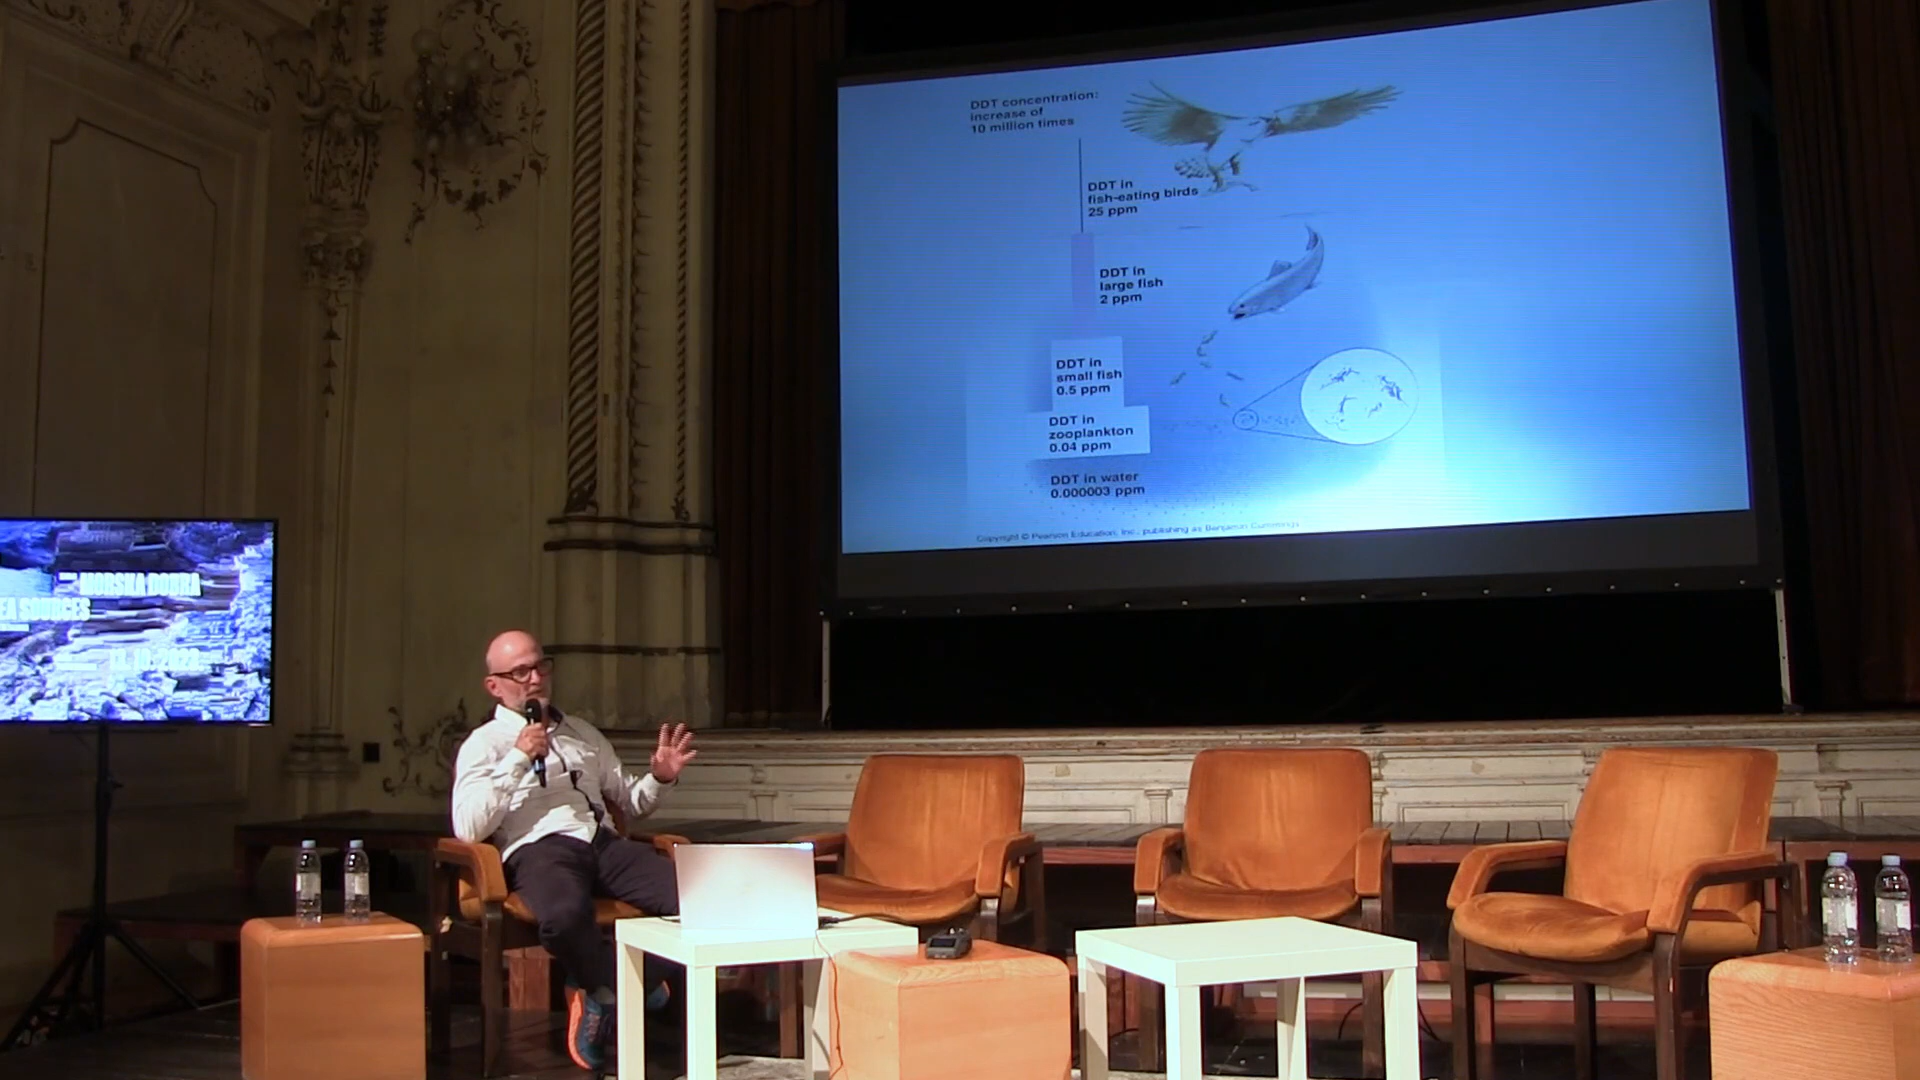 DDT concentration:
increase of
10 million times
DDT in
fish-eating birds
25 ppm
DDT in
large fish
2 ppm
DDT in
small fish
0.5 ppm
DDT in
zooplankton
0.04 ppm
DDT in water
0.000003 ppm
Copyright © Pearson Education, Inc., publishing as Benjamin Cummings
MORSKA DOBRA
EA SOURCES